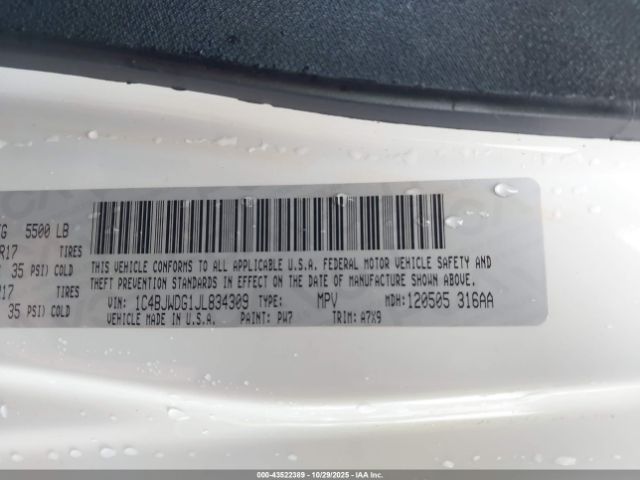 G 5500 LB
R17 TIRES
35 PSI) COLD
R17 TIRES
35 PSI) COLD
THIS VEHICLE CONFORMS TO ALL APPLICABLE U.S.A. FEDERAL MOTOR VEHICLE SAFETY AND
THEFT PREVENTION STANDARDS IN EFFECT ON THE DATE OF MANUFACTURE SHOWN ABOVE.
VIN: 1C4BJWDG1JL834309 TYPE: MPV MDH: 120505 316AA
VEHICLE MADE IN U.S.A. PAINT: PW7 TRIM: A7X9
000-43522389 | 10/29/2025 | IAA Inc.